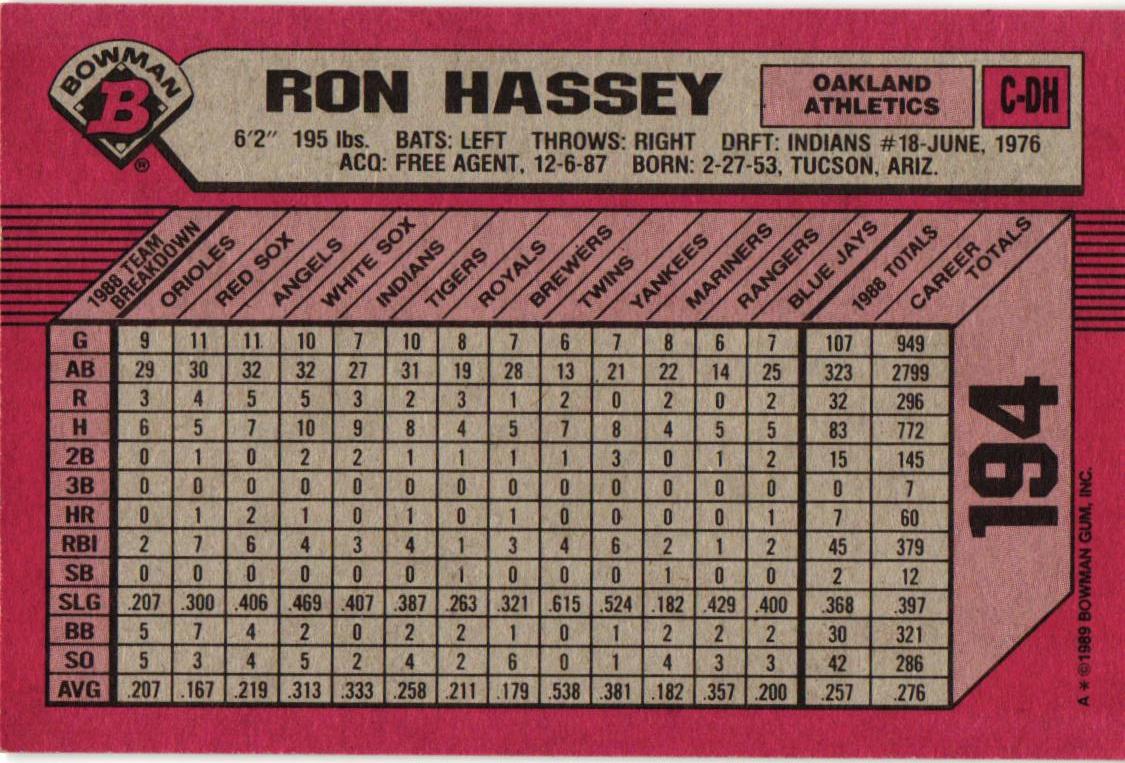 BOWMAN
B
®
RON HASSEY
OAKLAND
ATHLETICS
C-DH
6'2" 195 lbs. BATS: LEFT THROWS: RIGHT DRFT: INDIANS #18-JUNE, 1976
ACQ: FREE AGENT, 12-6-87 BORN: 2-27-53, TUCSON, ARIZ.
1988 TEAM
BREAKDOWN
ORIOLES
RED SOX
ANGELS
WHITE SOX
INDIANS
TIGERS
ROYALS
BREWERS
TWINS
YANKEES
MARINERS
RANGERS
BLUE JAYS
1988 TOTALS
CAREER
TOTALS
G 9 11 11 10 7 10 8 7 6 7 8 6 7 107 949
AB 29 30 32 32 27 31 19 28 13 21 22 14 25 323 2799
R 3 4 5 5 3 2 3 1 2 0 2 0 2 32 296
H 6 5 7 10 9 8 4 5 7 8 4 5 5 83 772
2B 0 1 0 2 2 1 1 1 1 3 0 1 2 15 145
3B 0 0 0 0 0 0 0 0 0 0 0 0 0 0 7
HR 0 1 2 1 0 1 0 1 0 0 0 0 1 7 60
RBI 2 7 6 4 3 4 1 3 4 6 2 1 2 45 379
SB 0 0 0 0 0 0 1 0 0 0 1 0 0 2 12
SLG .207 .300 .406 .469 .407 .387 .263 .321 .615 .524 .182 .429 .400 .368 .397
BB 5 7 4 2 0 2 2 1 0 1 2 2 2 30 321
SO 5 3 4 5 2 4 2 6 0 1 4 3 3 42 286
AVG .207 .167 .219 .313 .333 .258 .211 .179 .538 .381 .182 .357 .200 .257 .276
194
A * ©1989 BOWMAN GUM, INC.